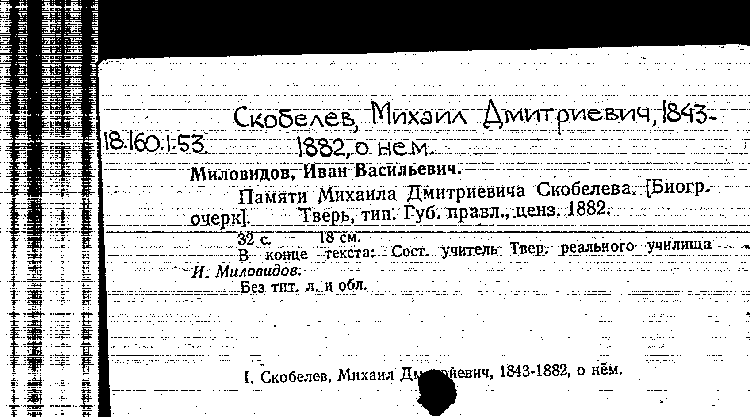 Скобелев, Михаил Дмитриевич, 1843-
18.160.1.53. 1882, о нем.
Миловидов, Иван Васильевич.
Памяти Михаила Дмитриевича Скобелева. [Биогр.
очерк]. Тверь, тип. Губ. правл., ценз. 1882.
32 с. 18 см.
В конце текста: Сост. учитель Твер. реального училища
И. Миловидов.
Без тит. л. и обл.
I. Скобелев, Михаил Дмитриевич, 1843-1882, о нём.